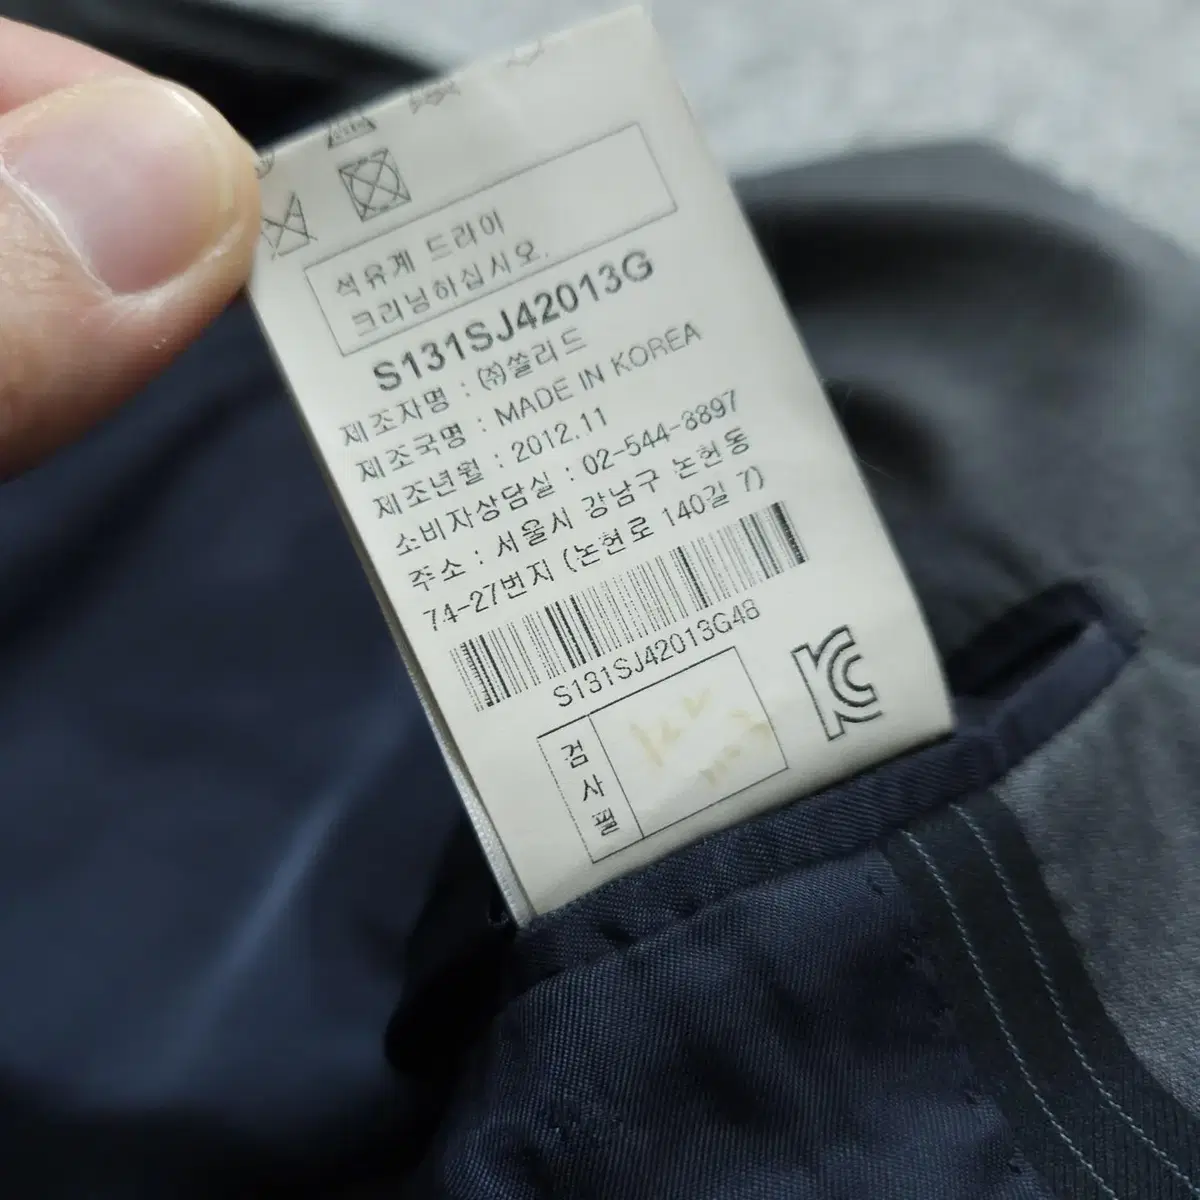 석유계 드라이
크리닝하십시오.
S131SJ42013G
제조자명 : ㈜쏠리드
제조국명 : MADE IN KOREA
제조년월 : 2012.11
소비자상담실 : 02-544-8897
주소 : 서울시 강남구 논현동
74-27번지 (논현로 140길 7)
S131SJ42013G48
검
사
필